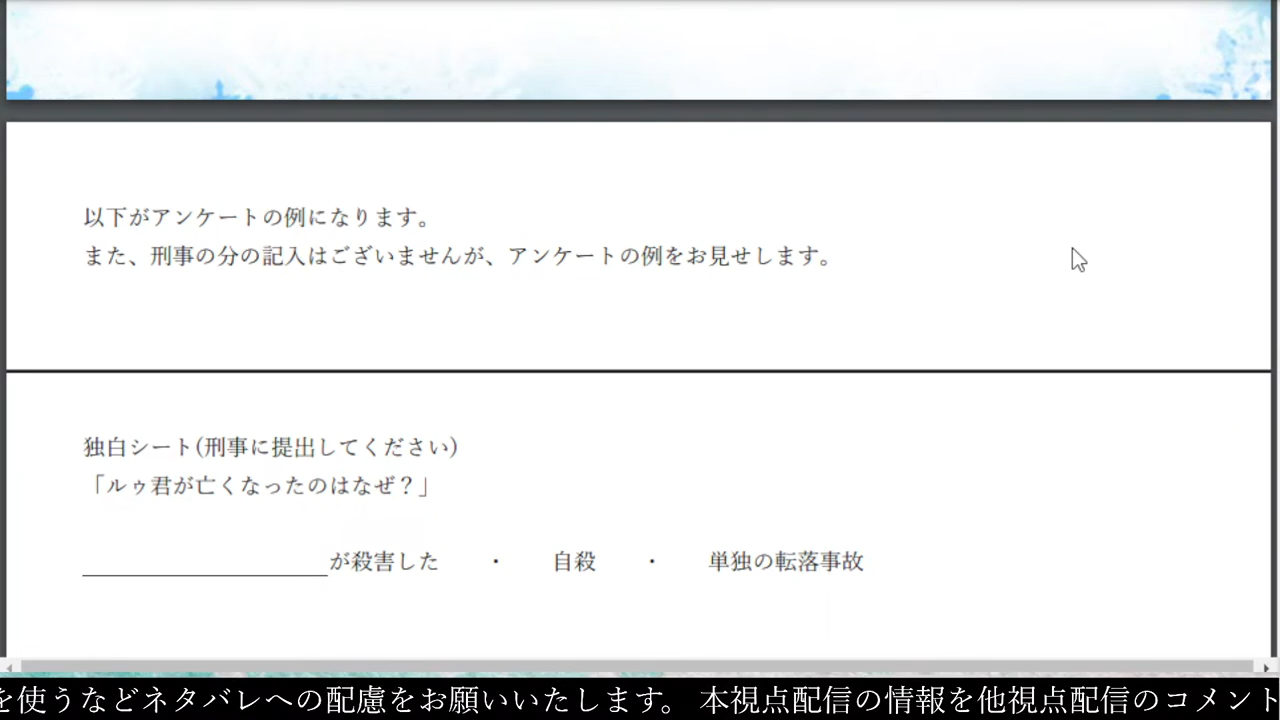 以下がアンケートの例になります。
また、刑事の分の記入はございませんが、アンケートの例をお見せします。
独白シート(刑事に提出してください)
「ルゥ君が亡くなったのはなぜ？」
が殺害した ・ 自殺 ・ 単独の転落事故
を使うなどネタバレへの配慮をお願いいたします。 本視点配信の情報を他視点配信のコメント